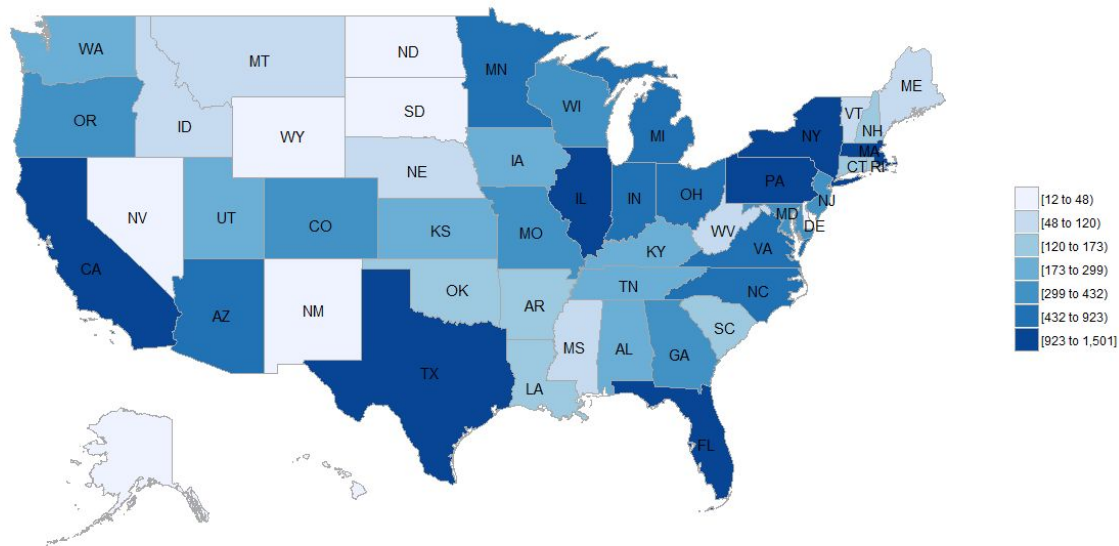 WA
MT
ND
MN
ME
VT
NH
OR
ID
SD
WI
MI
NY
MA
WY
CT RI
IA
PA
NE
NJ
IL
IN
OH
MD
DE
NV
UT
CO
KS
MO
WV
VA
KY
CA
TN
NC
OK
AR
AZ
NM
SC
MS
AL
GA
TX
LA
FL
[12 to 48)
[48 to 120)
[120 to 173)
[173 to 299)
[299 to 432)
[432 to 923)
[923 to 1,501]